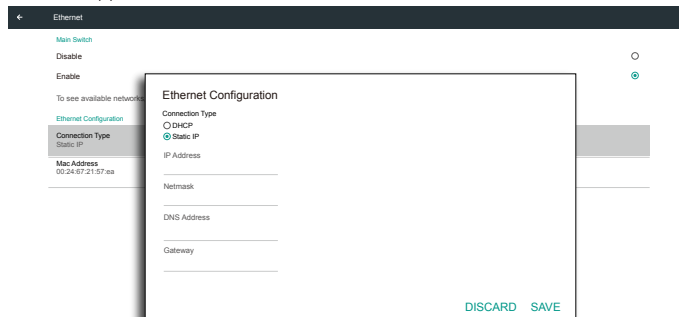 Ethernet
Main Switch
Disable
Enable
To see available networks
Ethernet Configuration
Connection Type
Static IP
Mac Address
00:24:67:21:57:ea
Ethernet Configuration
Connection Type
DHCP
Static IP
IP Address
Netmask
DNS Address
Gateway
DISCARD SAVE